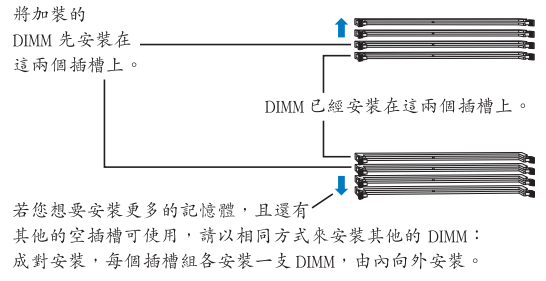 將加裝的
DIMM 先安裝在
這兩個插槽上。
DIMM 已經安裝在這兩個插槽上。
若您想要安裝更多的記憶體，且還有
其他的空插槽可使用，請以相同方式來安裝其他的 DIMM：
成對安裝，每個插槽組各安裝一支 DIMM，由內向外安裝。